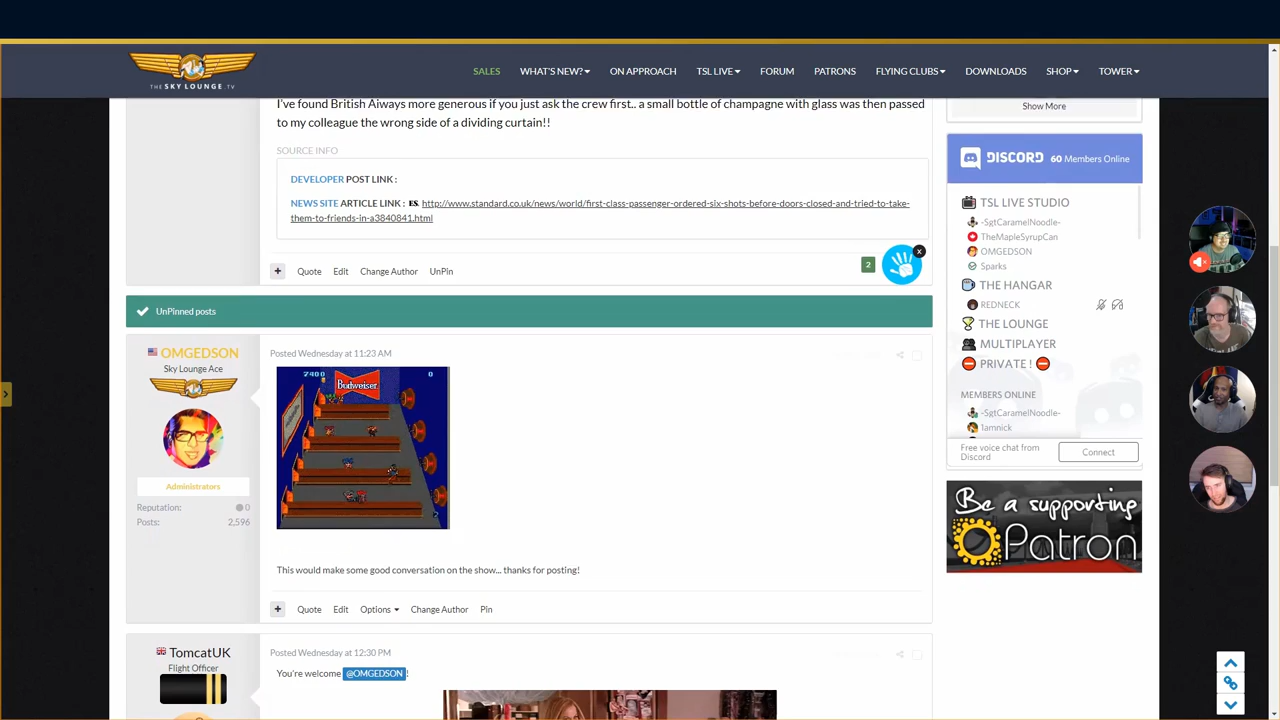 THE SKY LOUNGE.TV
SALES
WHAT'S NEW?
ON APPROACH
TSL LIVE
FORUM
PATRONS
FLYING CLUBS
DOWNLOADS
SHOP
TOWER
I've found British Aiways more generous if you just ask the crew first.. a small bottle of champagne with glass was then passed
to my colleague the wrong side of a dividing curtain!!
SOURCE INFO
DEVELOPER POST LINK :
NEWS SITE ARTICLE LINK : ES. http://www.standard.co.uk/news/world/first-class-passenger-ordered-six-shots-before-doors-closed-and-tried-to-take-
them-to-friends-in-a3840841.html
+ Quote Edit Change Author UnPin
2
x
UnPinned posts
OMGEDSON
Sky Lounge Ace
Administrators
Reputation: 0
Posts: 2,596
Posted Wednesday at 11:23 AM
7400 0
Budweiser
This would make some good conversation on the show... thanks for posting!
+ Quote Edit Options Change Author Pin
TomcatUK
Flight Officer
Posted Wednesday at 12:30 PM
You're welcome @OMGEDSON !
Show More
DISCORD 60 Members Online
TSL LIVE STUDIO
-SgtCaramelNoodle-
TheMapleSyrupCan
OMGEDSON
Sparks
THE HANGAR
REDNECK
THE LOUNGE
MULTIPLAYER
PRIVATE !
MEMBERS ONLINE
-SgtCaramelNoodle-
1amnick
Free voice chat from
Discord
Connect
Be a supporting
Patron